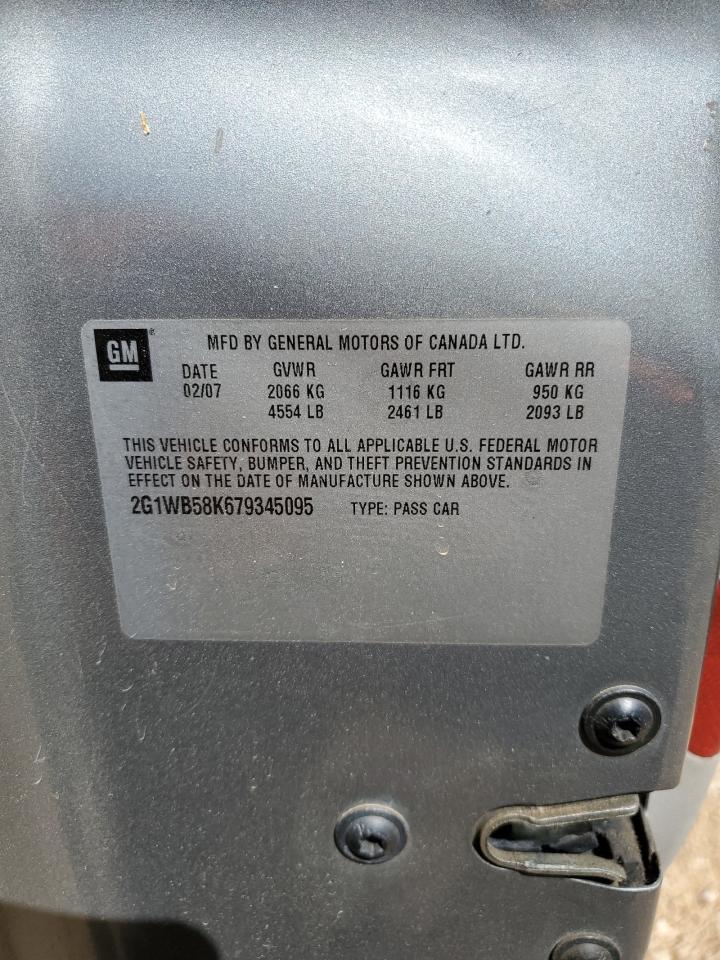 GM
MFD BY GENERAL MOTORS OF CANADA LTD.
DATE GVWR GAWR FRT GAWR RR
02/07 2066 KG 1116 KG 950 KG
4554 LB 2461 LB 2093 LB
THIS VEHICLE CONFORMS TO ALL APPLICABLE U.S. FEDERAL MOTOR
VEHICLE SAFETY, BUMPER, AND THEFT PREVENTION STANDARDS IN
EFFECT ON THE DATE OF MANUFACTURE SHOWN ABOVE.
2G1WB58K679345095 TYPE: PASS CAR